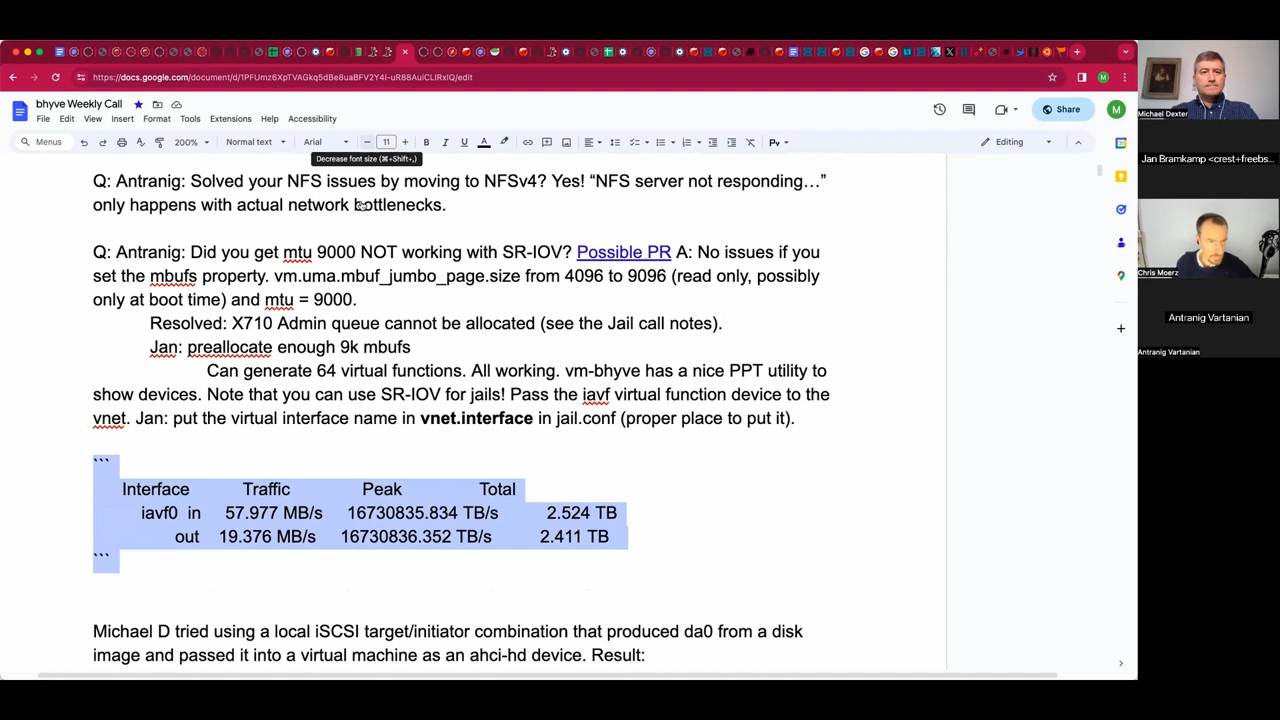 https://docs.google.com/document/d/1PFUmz6XpTVAGkq5dBe8uaBFV2Y4i-uR88AuiCLlRxIQ/edit
bhyve Weekly Call
File Edit View Insert Format Tools Extensions Help Accessibility
Share
M
Menus 200% Normal text Arial 11 B I U A Editing
Decrease font size (⌘+Shift+,)
Q: Antranig: Solved your NFS issues by moving to NFSv4? Yes! “NFS server not responding…”
only happens with actual network bottlenecks.
Q: Antranig: Did you get mtu 9000 NOT working with SR-IOV? Possible PR A: No issues if you
set the mbufs property. vm.uma.mbuf_jumbo_page.size from 4096 to 9096 (read only, possibly
only at boot time) and mtu = 9000.
Resolved: X710 Admin queue cannot be allocated (see the Jail call notes).
Jan: preallocate enough 9k mbufs
Can generate 64 virtual functions. All working. vm-bhyve has a nice PPT utility to
show devices. Note that you can use SR-IOV for jails! Pass the iavf virtual function device to the
vnet. Jan: put the virtual interface name in vnet.interface in jail.conf (proper place to put it).
```
Interface Traffic Peak Total
iavf0 in 57.977 MB/s 16730835.834 TB/s 2.524 TB
out 19.376 MB/s 16730836.352 TB/s 2.411 TB
```
Michael D tried using a local iSCSI target/initiator combination that produced da0 from a disk
image and passed it into a virtual machine as an ahci-hd device. Result:
Michael Dexter
Jan Bramkamp <crest+freebs…
Chris Moerz
Antranig Vartanian
Antranig Vartanian